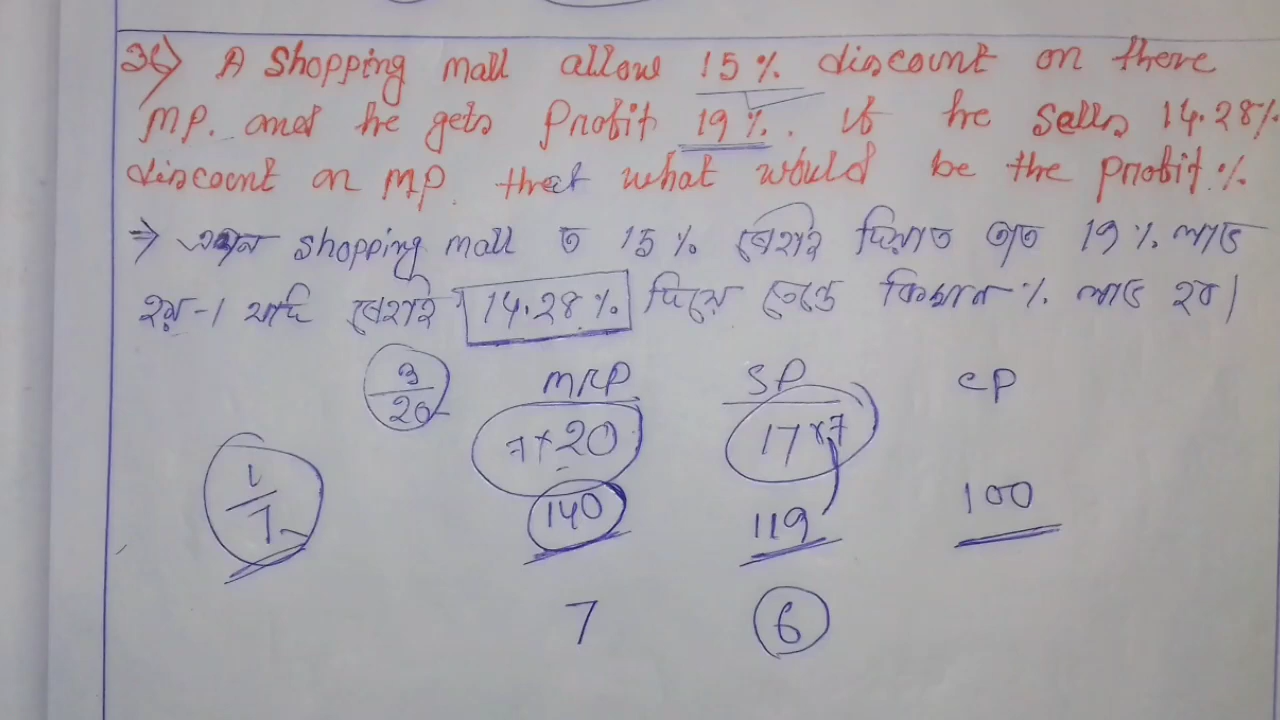 36) A shopping mall allow 15% discount on there
MP. and he gets Profit 19%. if he sells 14.28%
discount on MP. that what would be the profit %
⇒ এখন shopping mall ত 15% ৰেহাই দিয়াত তাত 19% লাভ
হয়-। যদি ৰেহাই 14.28% দিয়ে তেন্তে কিমান % লাভ হব।
3/20 MRP SP CP
7×20 17×7
1/7 140 119 100
7 6